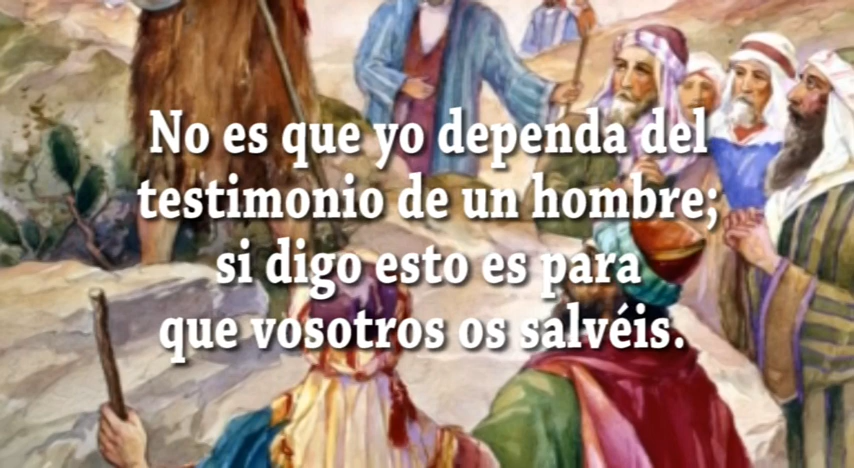 No es que yo dependa del
testimonio de un hombre;
si digo esto es para
que vosotros os salvéis.